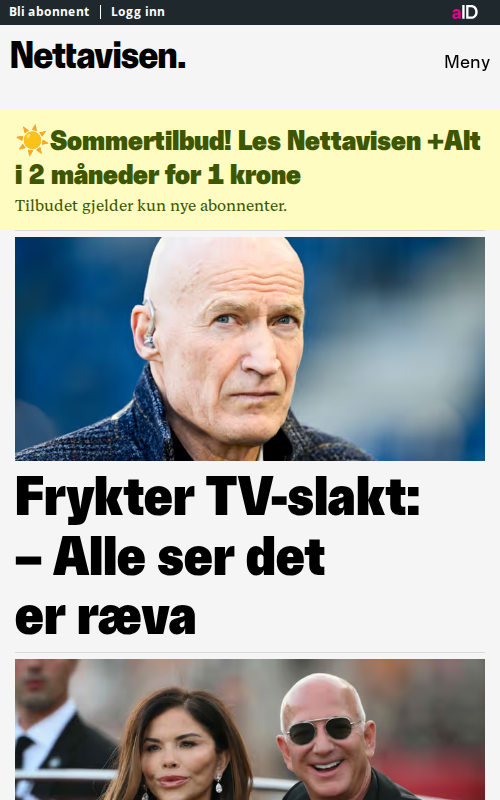 Bli abonnent | Logg inn
aID
Nettavisen.
Meny
☀️Sommertilbud! Les Nettavisen +Alt
i 2 måneder for 1 krone
Tilbudet gjelder kun nye abonnenter.
Frykter TV-slakt:
– Alle ser det
er ræva